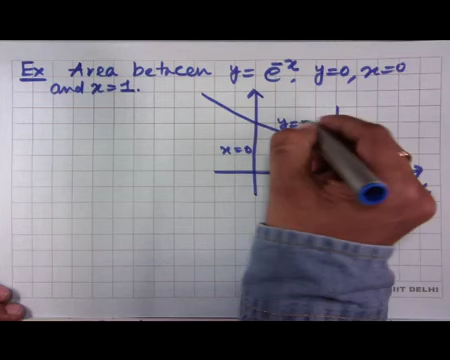 Ex Area between y = e^{-x}, y=0, x=0
and x=1.
y=
x=0
IIT DELHI